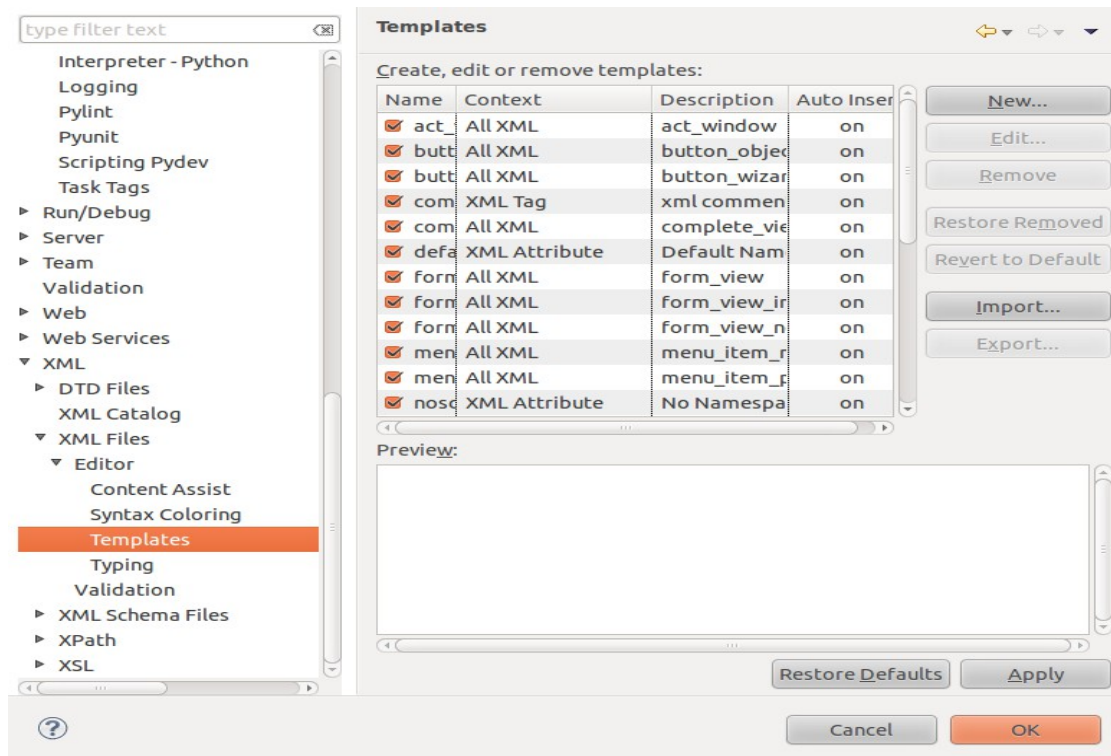 type filter text
Interpreter - Python
Logging
Pylint
Pyunit
Scripting Pydev
Task Tags
Run/Debug
Server
Team
Validation
Web
Web Services
XML
DTD Files
XML Catalog
XML Files
Editor
Content Assist
Syntax Coloring
Templates
Typing
Validation
XML Schema Files
XPath
XSL
Templates
Create, edit or remove templates:
Name Context Description Auto Inser
act_ All XML act_window on
butt All XML button_objec on
butt All XML button_wizar on
com XML Tag xml commen on
com All XML complete_vie on
defa XML Attribute Default Nam on
form All XML form_view on
form All XML form_view_in on
form All XML form_view_n on
men All XML menu_item_r on
men All XML menu_item_p on
nosc XML Attribute No Namespa on
New...
Edit...
Remove
Restore Removed
Revert to Default
Import...
Export...
Preview:
Restore Defaults Apply
Cancel OK